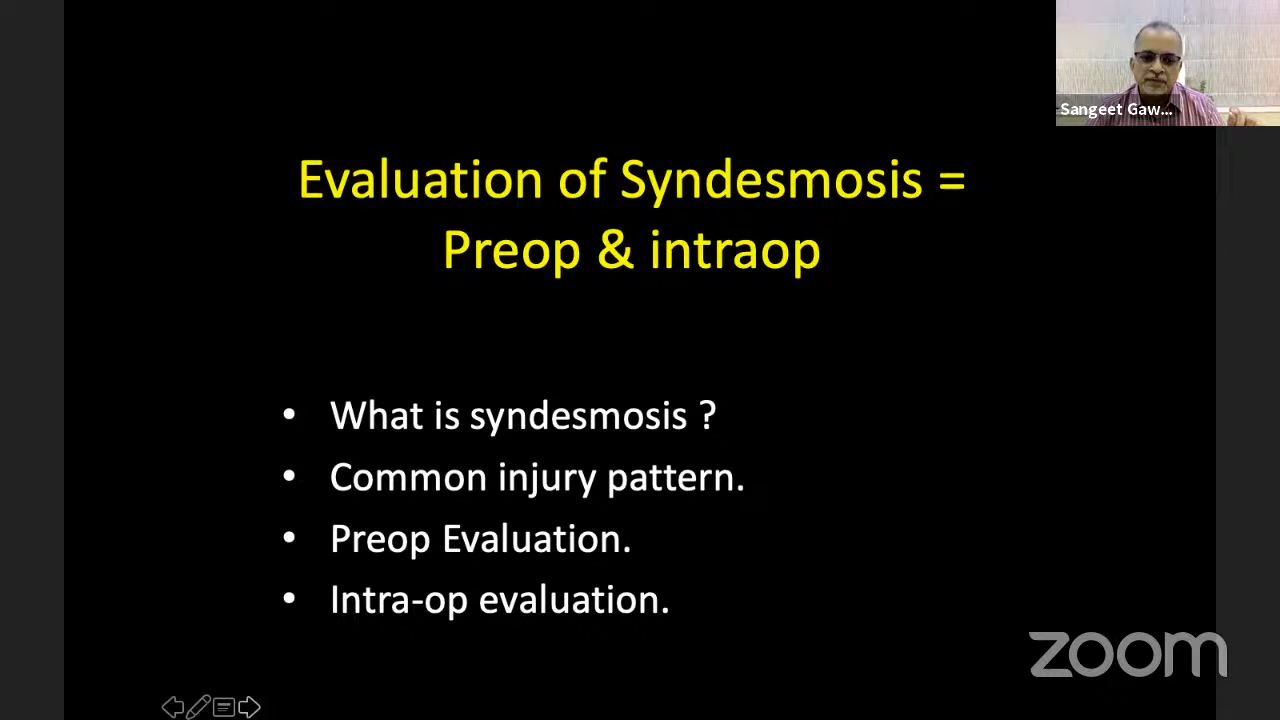 Sangeet Gaw...
Evaluation of Syndesmosis =
Preop & intraop
• What is syndesmosis ?
• Common injury pattern.
• Preop Evaluation.
• Intra-op evaluation.
zoom